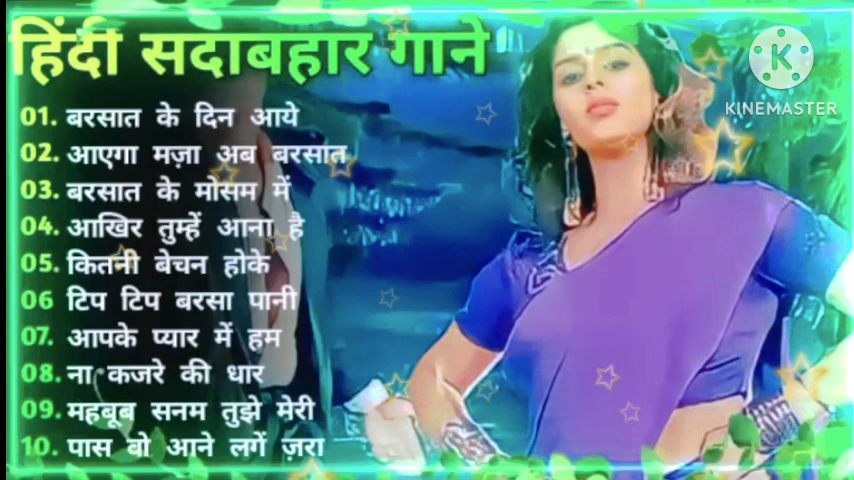 हिंदी सदाबहार गाने
KINEMASTER
01. बरसात के दिन आये
02. आएगा मज़ा अब बरसात
03. बरसात के मोसम में
04. आखिर तुम्हें आना है
05. कितनी बेचन होके
06 टिप टिप बरसा पानी
07. आपके प्यार में हम
08. ना कजरे की धार
09. महबूब सनम तुझे मेरी
10. पास वो आने लगें ज़रा